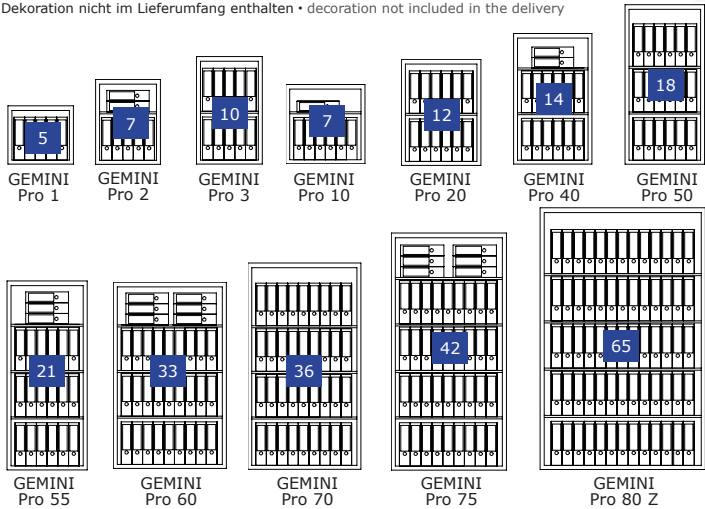 Dekoration nicht im Lieferumfang enthalten • decoration not included in the delivery
5
7
10
7
12
14
18
GEMINI
Pro 1
GEMINI
Pro 2
GEMINI
Pro 3
GEMINI
Pro 10
GEMINI
Pro 20
GEMINI
Pro 40
GEMINI
Pro 50
21
33
36
42
65
GEMINI
Pro 55
GEMINI
Pro 60
GEMINI
Pro 70
GEMINI
Pro 75
GEMINI
Pro 80 Z